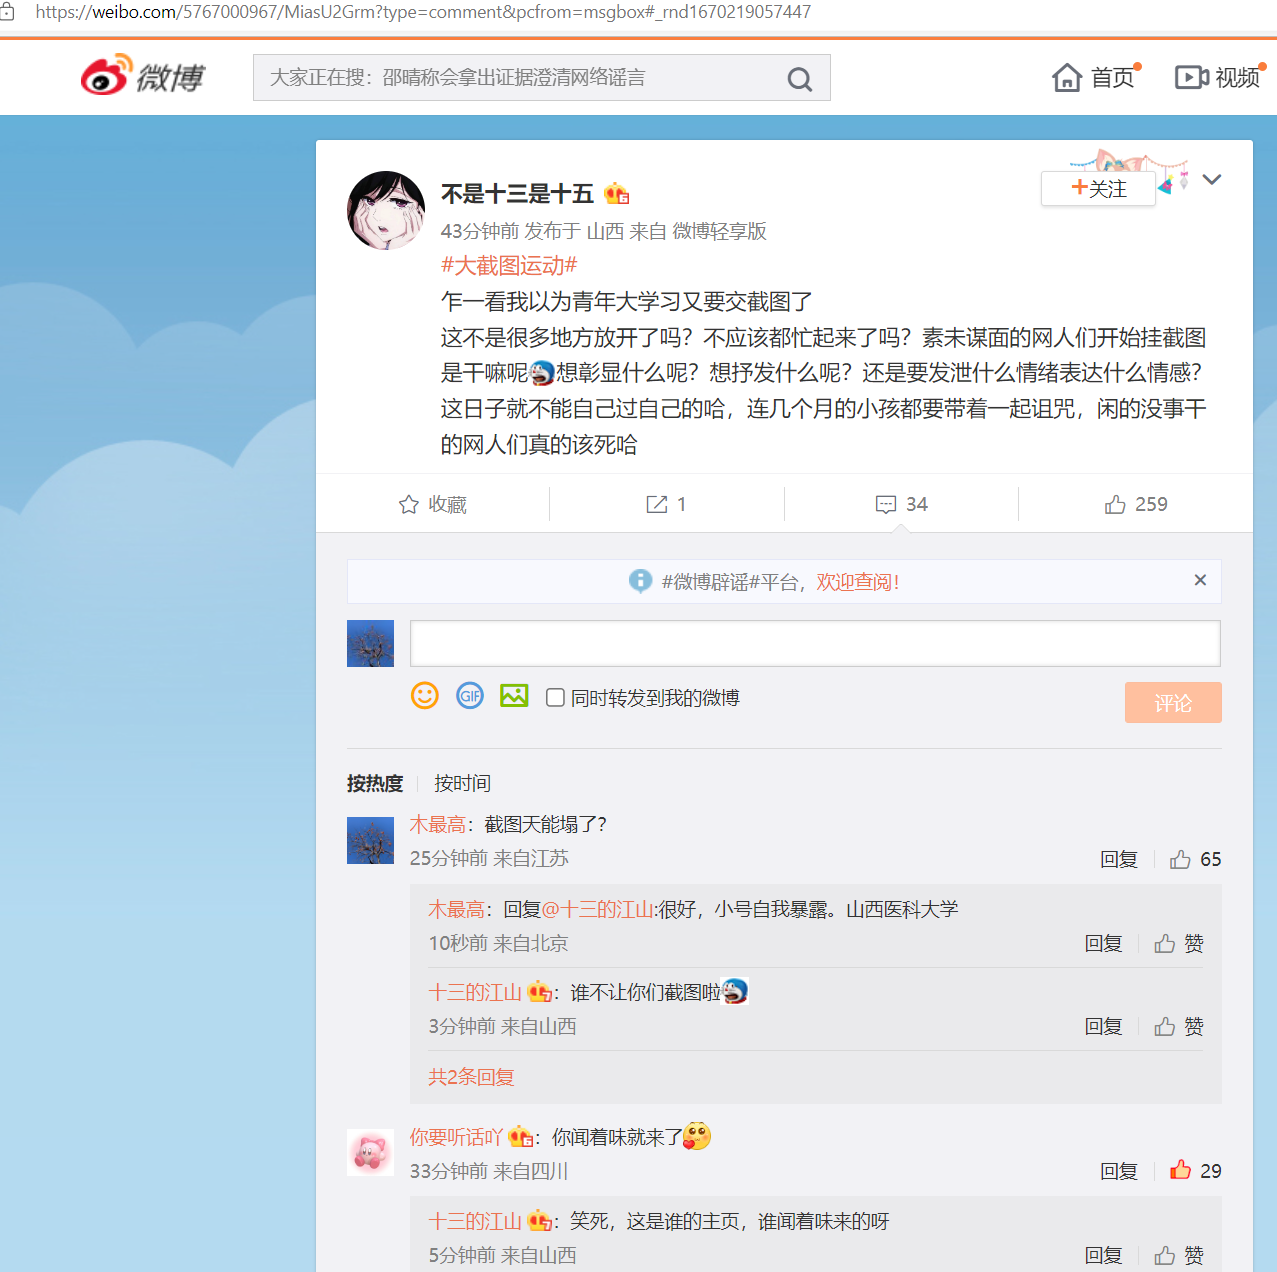 https://weibo.com/5767000967/MiasU2Grm?type=comment&pcfrom=msgbox#_rnd1670219057447
微博
大家正在搜：邵晴称会拿出证据澄清网络谣言
首页
视频
不是十三是十五
+关注
43分钟前 发布于 山西 来自 微博轻享版
#大截图运动#
乍一看我以为青年大学习又要交截图了
这不是很多地方放开了吗？不应该都忙起来了吗？素未谋面的网人们开始挂截图
是干嘛呢想彰显什么呢？想抒发什么呢？还是要发泄什么情绪表达什么情感？
这日子就不能自己过自己的哈，连几个月的小孩都要带着一起诅咒，闲的没事干
的网人们真的该死哈
收藏
1
34
259
#微博辟谣#平台，欢迎查阅！
×
GIF
同时转发到我的微博
评论
按热度
按时间
木最高：截图天能塌了？
25分钟前 来自江苏
回复
65
木最高：回复@十三的江山:很好，小号自我暴露。山西医科大学
10秒前 来自北京
回复
赞
十三的江山：谁不让你们截图啦
3分钟前 来自山西
回复
赞
共2条回复
你要听话吖：你闻着味就来了
33分钟前 来自四川
回复
29
十三的江山：笑死，这是谁的主页，谁闻着味来的呀
5分钟前 来自山西
回复
赞